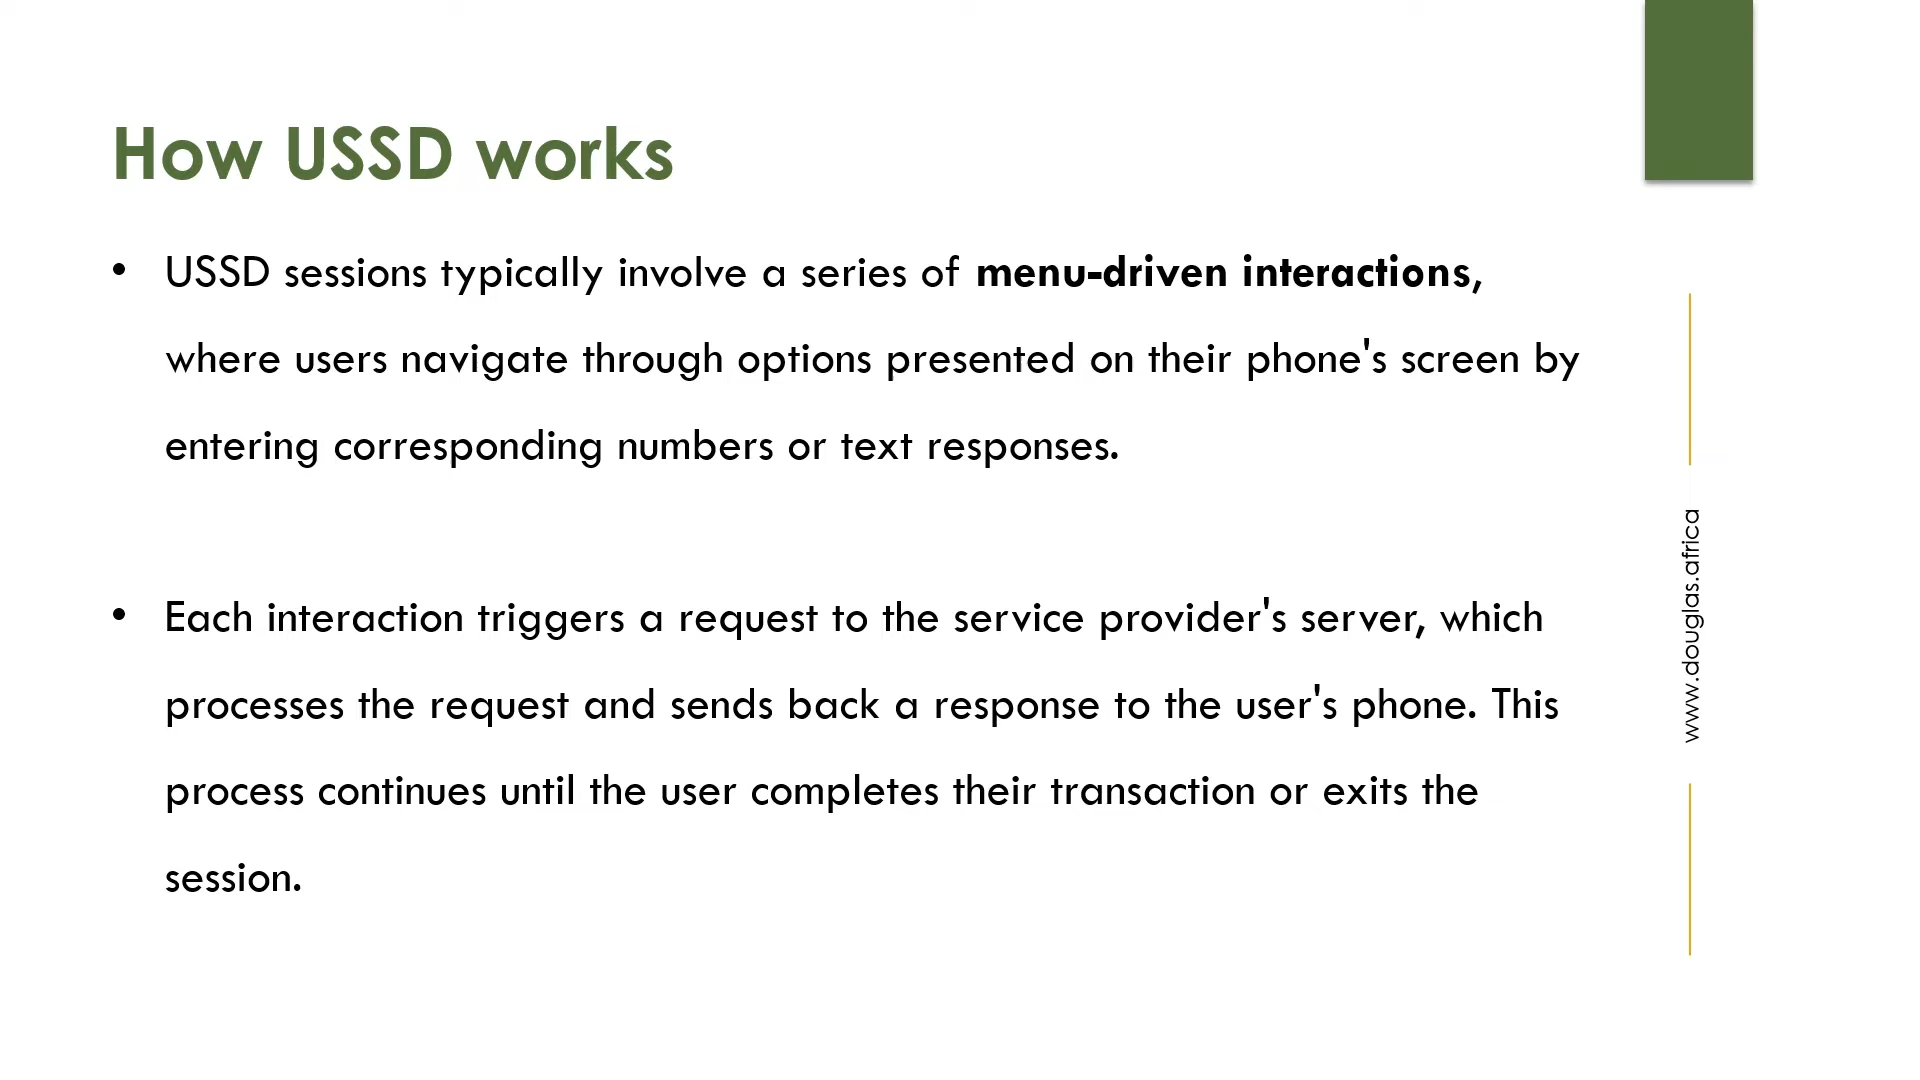 How USSD works
• USSD sessions typically involve a series of menu-driven interactions,
where users navigate through options presented on their phone's screen by
entering corresponding numbers or text responses.
• Each interaction triggers a request to the service provider's server, which
processes the request and sends back a response to the user's phone. This
process continues until the user completes their transaction or exits the
session.
www.douglas.africa